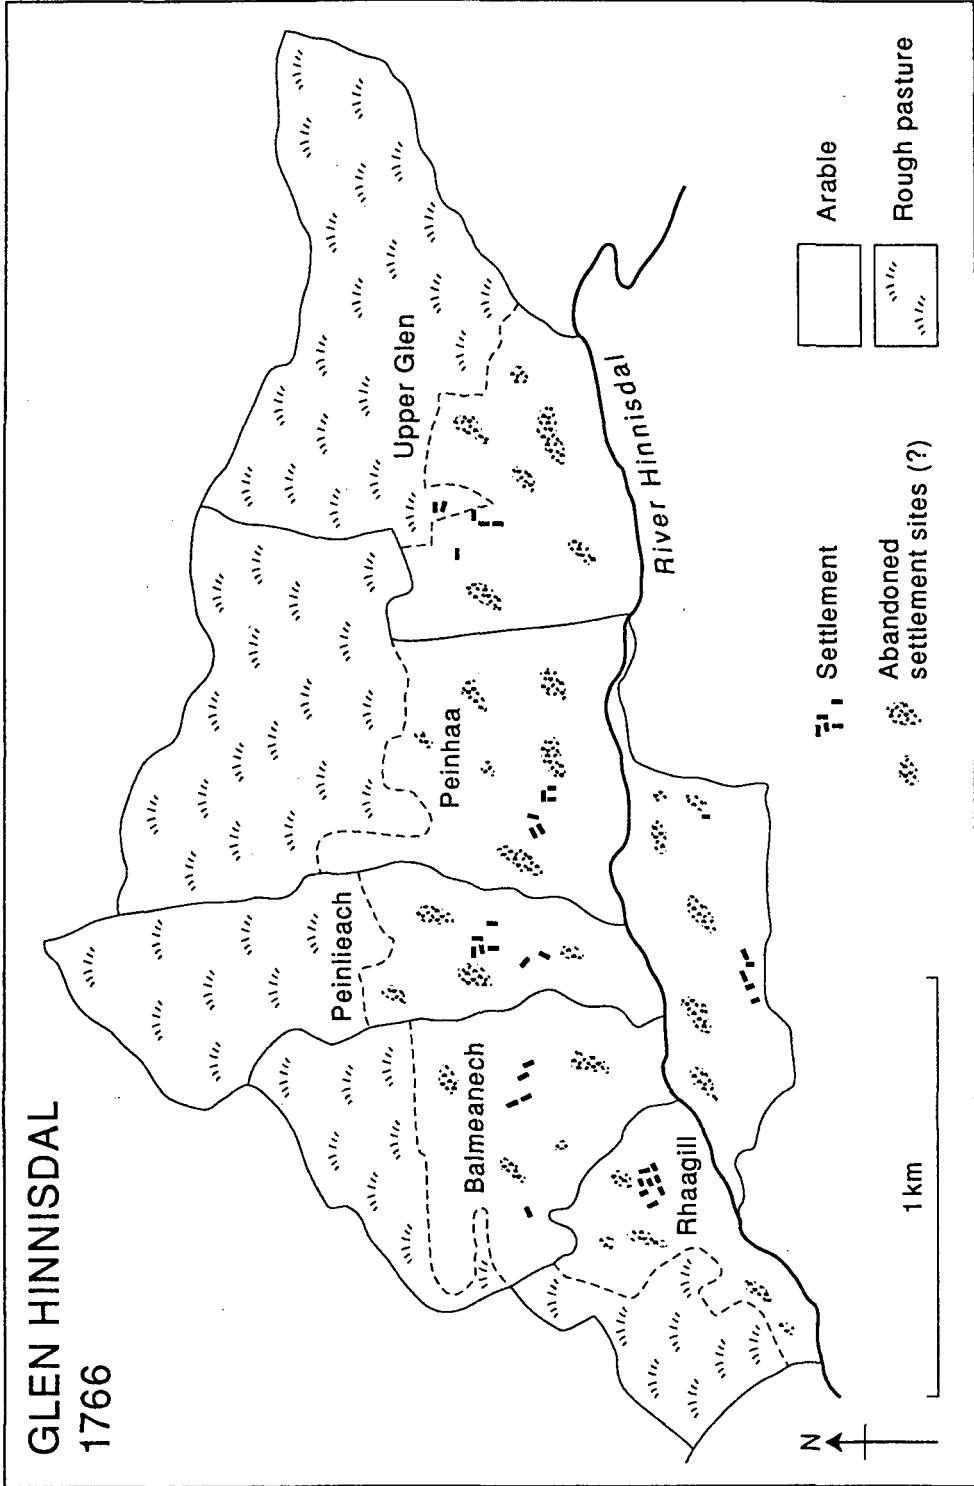 GLEN HINNISDAL
1766
Upper Glen
Peinhaa
Peinlieach
Balmeanech
Rhaagill
River Hinnisdal
N
1 km
Settlement
Abandoned
settlement sites (?)
Arable
Rough pasture